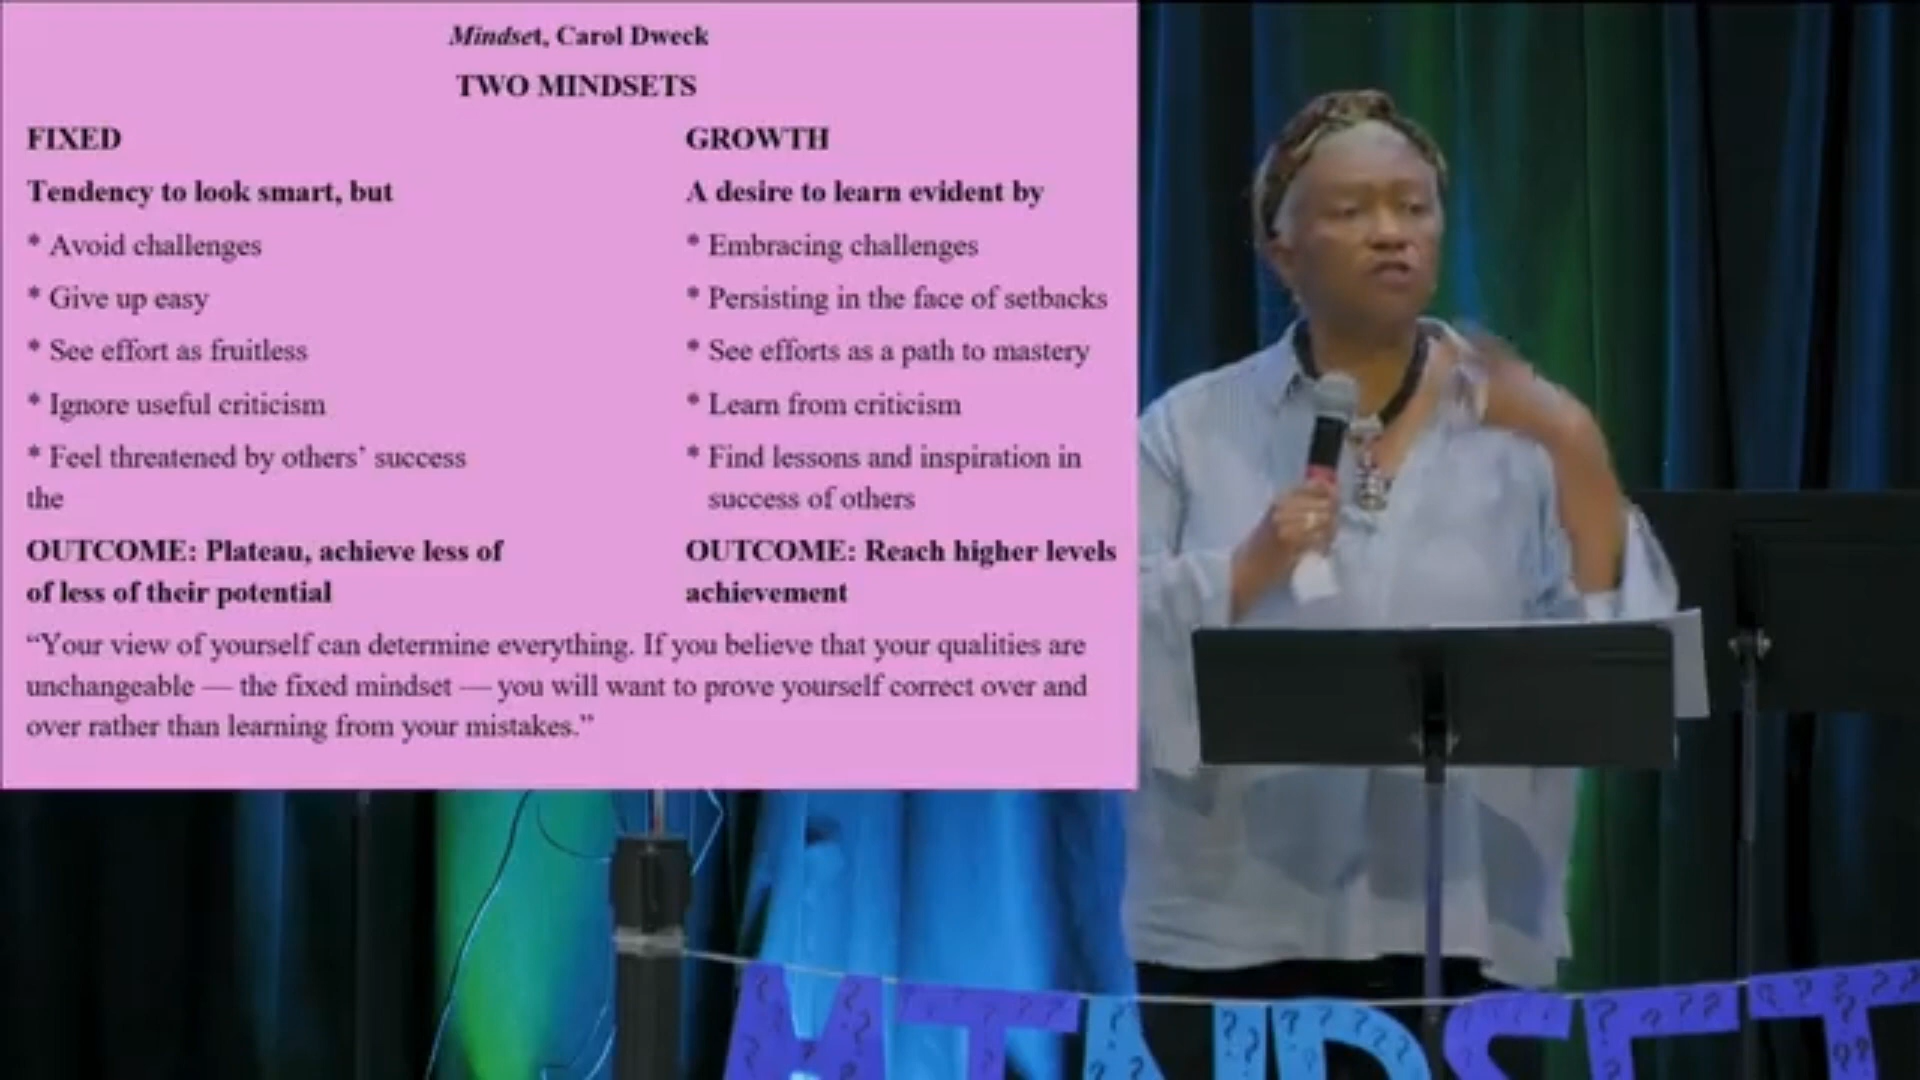 Mindset, Carol Dweck
TWO MINDSETS
FIXED
Tendency to look smart, but
* Avoid challenges
* Give up easy
* See effort as fruitless
* Ignore useful criticism
* Feel threatened by others’ success
the
OUTCOME: Plateau, achieve less of
of less of their potential
GROWTH
A desire to learn evident by
* Embracing challenges
* Persisting in the face of setbacks
* See efforts as a path to mastery
* Learn from criticism
* Find lessons and inspiration in
success of others
OUTCOME: Reach higher levels
achievement
“Your view of yourself can determine everything. If you believe that your qualities are
unchangeable — the fixed mindset — you will want to prove yourself correct over and
over rather than learning from your mistakes.”
MINDSET